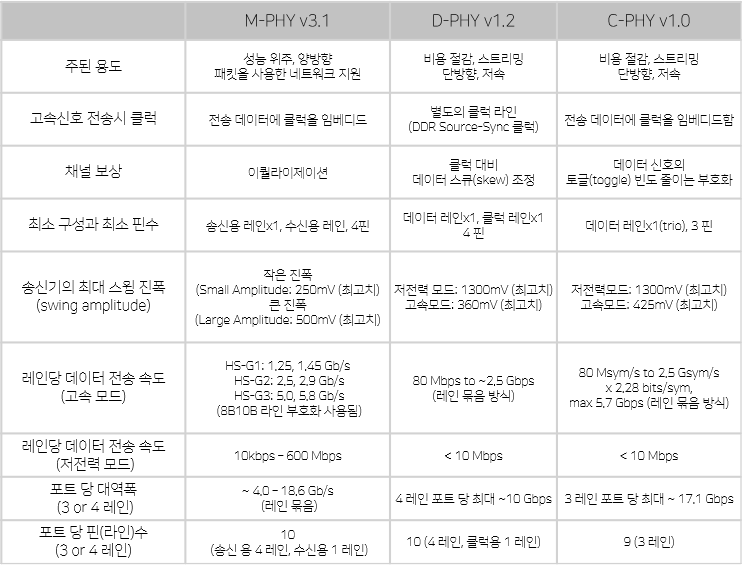 M-PHY v3.1
D-PHY v1.2
C-PHY v1.0
주된 용도
성능 위주, 양방향
패킷을 사용한 네트워크 지원
비용 절감, 스트리밍
단방향, 저속
비용 절감, 스트리밍
단방향, 저속
고속신호 전송시 클럭
전송 데이터에 클럭을 임베디드
별도의 클럭 라인
(DDR Source-Sync 클럭)
전송 데이터에 클럭을 임베디드함
채널 보상
이퀄라이제이션
클럭 대비
데이터 스큐(skew) 조정
데이터 신호의
토글(toggle) 빈도 줄이는 부호화
최소 구성과 최소 핀수
송신용 레인x1, 수신용 레인, 4핀
데이터 레인x1, 클럭 레인x1
4 핀
데이터 레인x1(trio), 3 핀
송신기의 최대 스윙 진폭
(swing amplitude)
작은 진폭
(Small Amplitude: 250mV (최고치)
큰 진폭
(Large Amplitude: 500mV (최고치)
저전력 모드: 1300mV (최고치)
고속모드: 360mV (최고치)
저전력모드: 1300mV (최고치)
고속모드: 425mV (최고치)
레인당 데이터 전송 속도
(고속 모드)
HS-G1: 1.25, 1.45 Gb/s
HS-G2: 2.5, 2.9 Gb/s
HS-G3: 5.0, 5.8 Gb/s
(8B10B 라인 부호화 사용됨)
80 Mbps to ~2.5 Gbps
(레인 묶음 방식)
80 Msym/s to 2.5 Gsym/s
x 2.28 bits/sym,
max 5.7 Gbps (레인 묶음 방식)
레인당 데이터 전송 속도
(저전력 모드)
10kbps – 600 Mbps
< 10 Mbps
< 10 Mbps
포트 당 대역폭
(3 or 4 레인)
~ 4.0 – 18.6 Gb/s
(레인 묶음)
4 레인 포트 당 최대 ~10 Gbps
3 레인 포트 당 최대 ~ 17.1 Gbps
포트 당 핀(라인)수
(3 or 4 레인)
10
(송신 용 4 레인, 수신용 1 레인)
10 (4 레인, 클럭용 1 레인)
9 (3 레인)